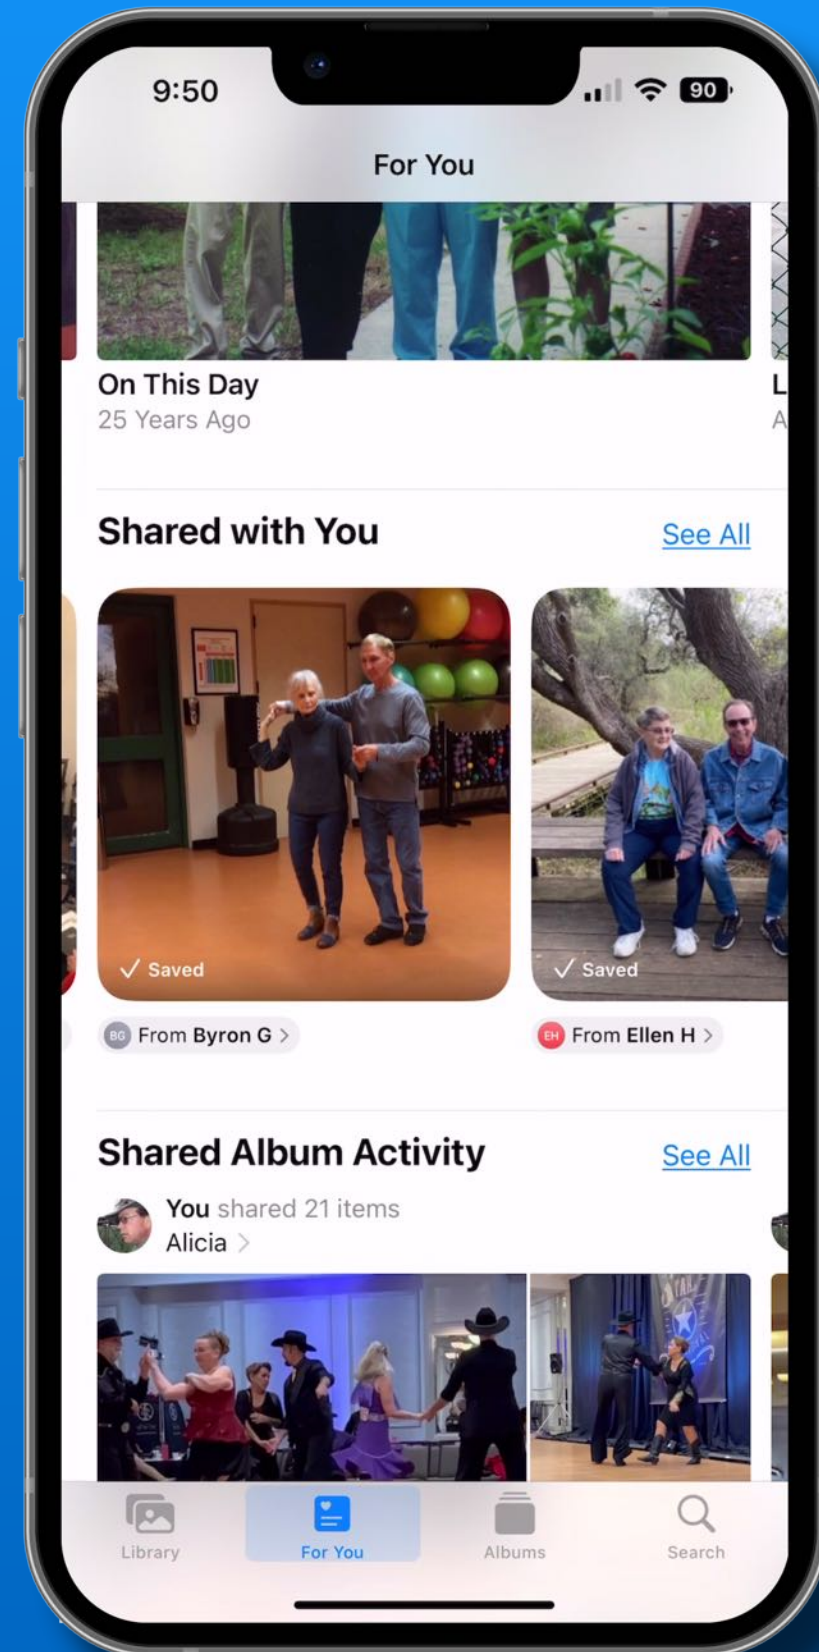 9:50
90
For You
On This Day
25 Years Ago
L
A
Shared with You
See All
Saved
Saved
BG From Byron G >
EH From Ellen H >
Shared Album Activity
See All
You shared 21 items
Alicia >
Library
For You
Albums
Search